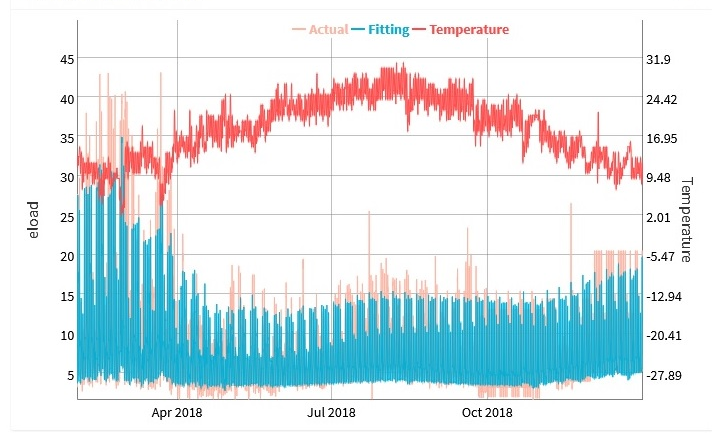 Actual Fitting Temperature
45 31.9
40 24.42
35 16.95
30 9.48
25 2.01
20 -5.47
15 -12.94
10 -20.41
5 -27.89
eload
Temperature
Apr 2018 Jul 2018 Oct 2018